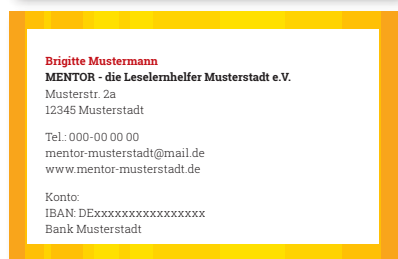 Brigitte Mustermann
MENTOR - die Leselernhelfer Musterstadt e.V.
Musterstr. 2a
12345 Musterstadt
Tel.: 000-00 00 00
mentor-musterstadt@mail.de
www.mentor-musterstadt.de
Konto:
IBAN: DExxxxxxxxxxxxxxxx
Bank Musterstadt